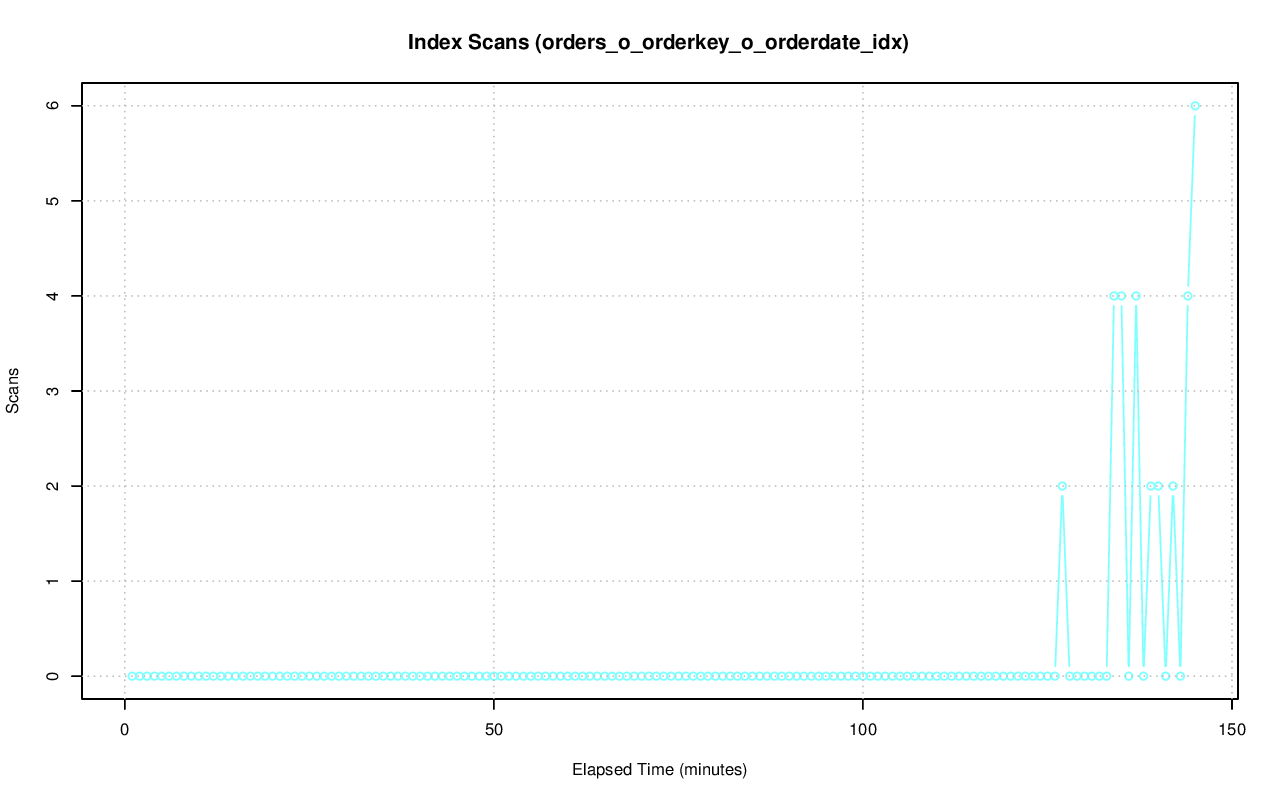 Index Scans (orders_o_orderkey_o_orderdate_idx)
6
5
4
3
2
1
0
Scans
0 50 100 150
Elapsed Time (minutes)